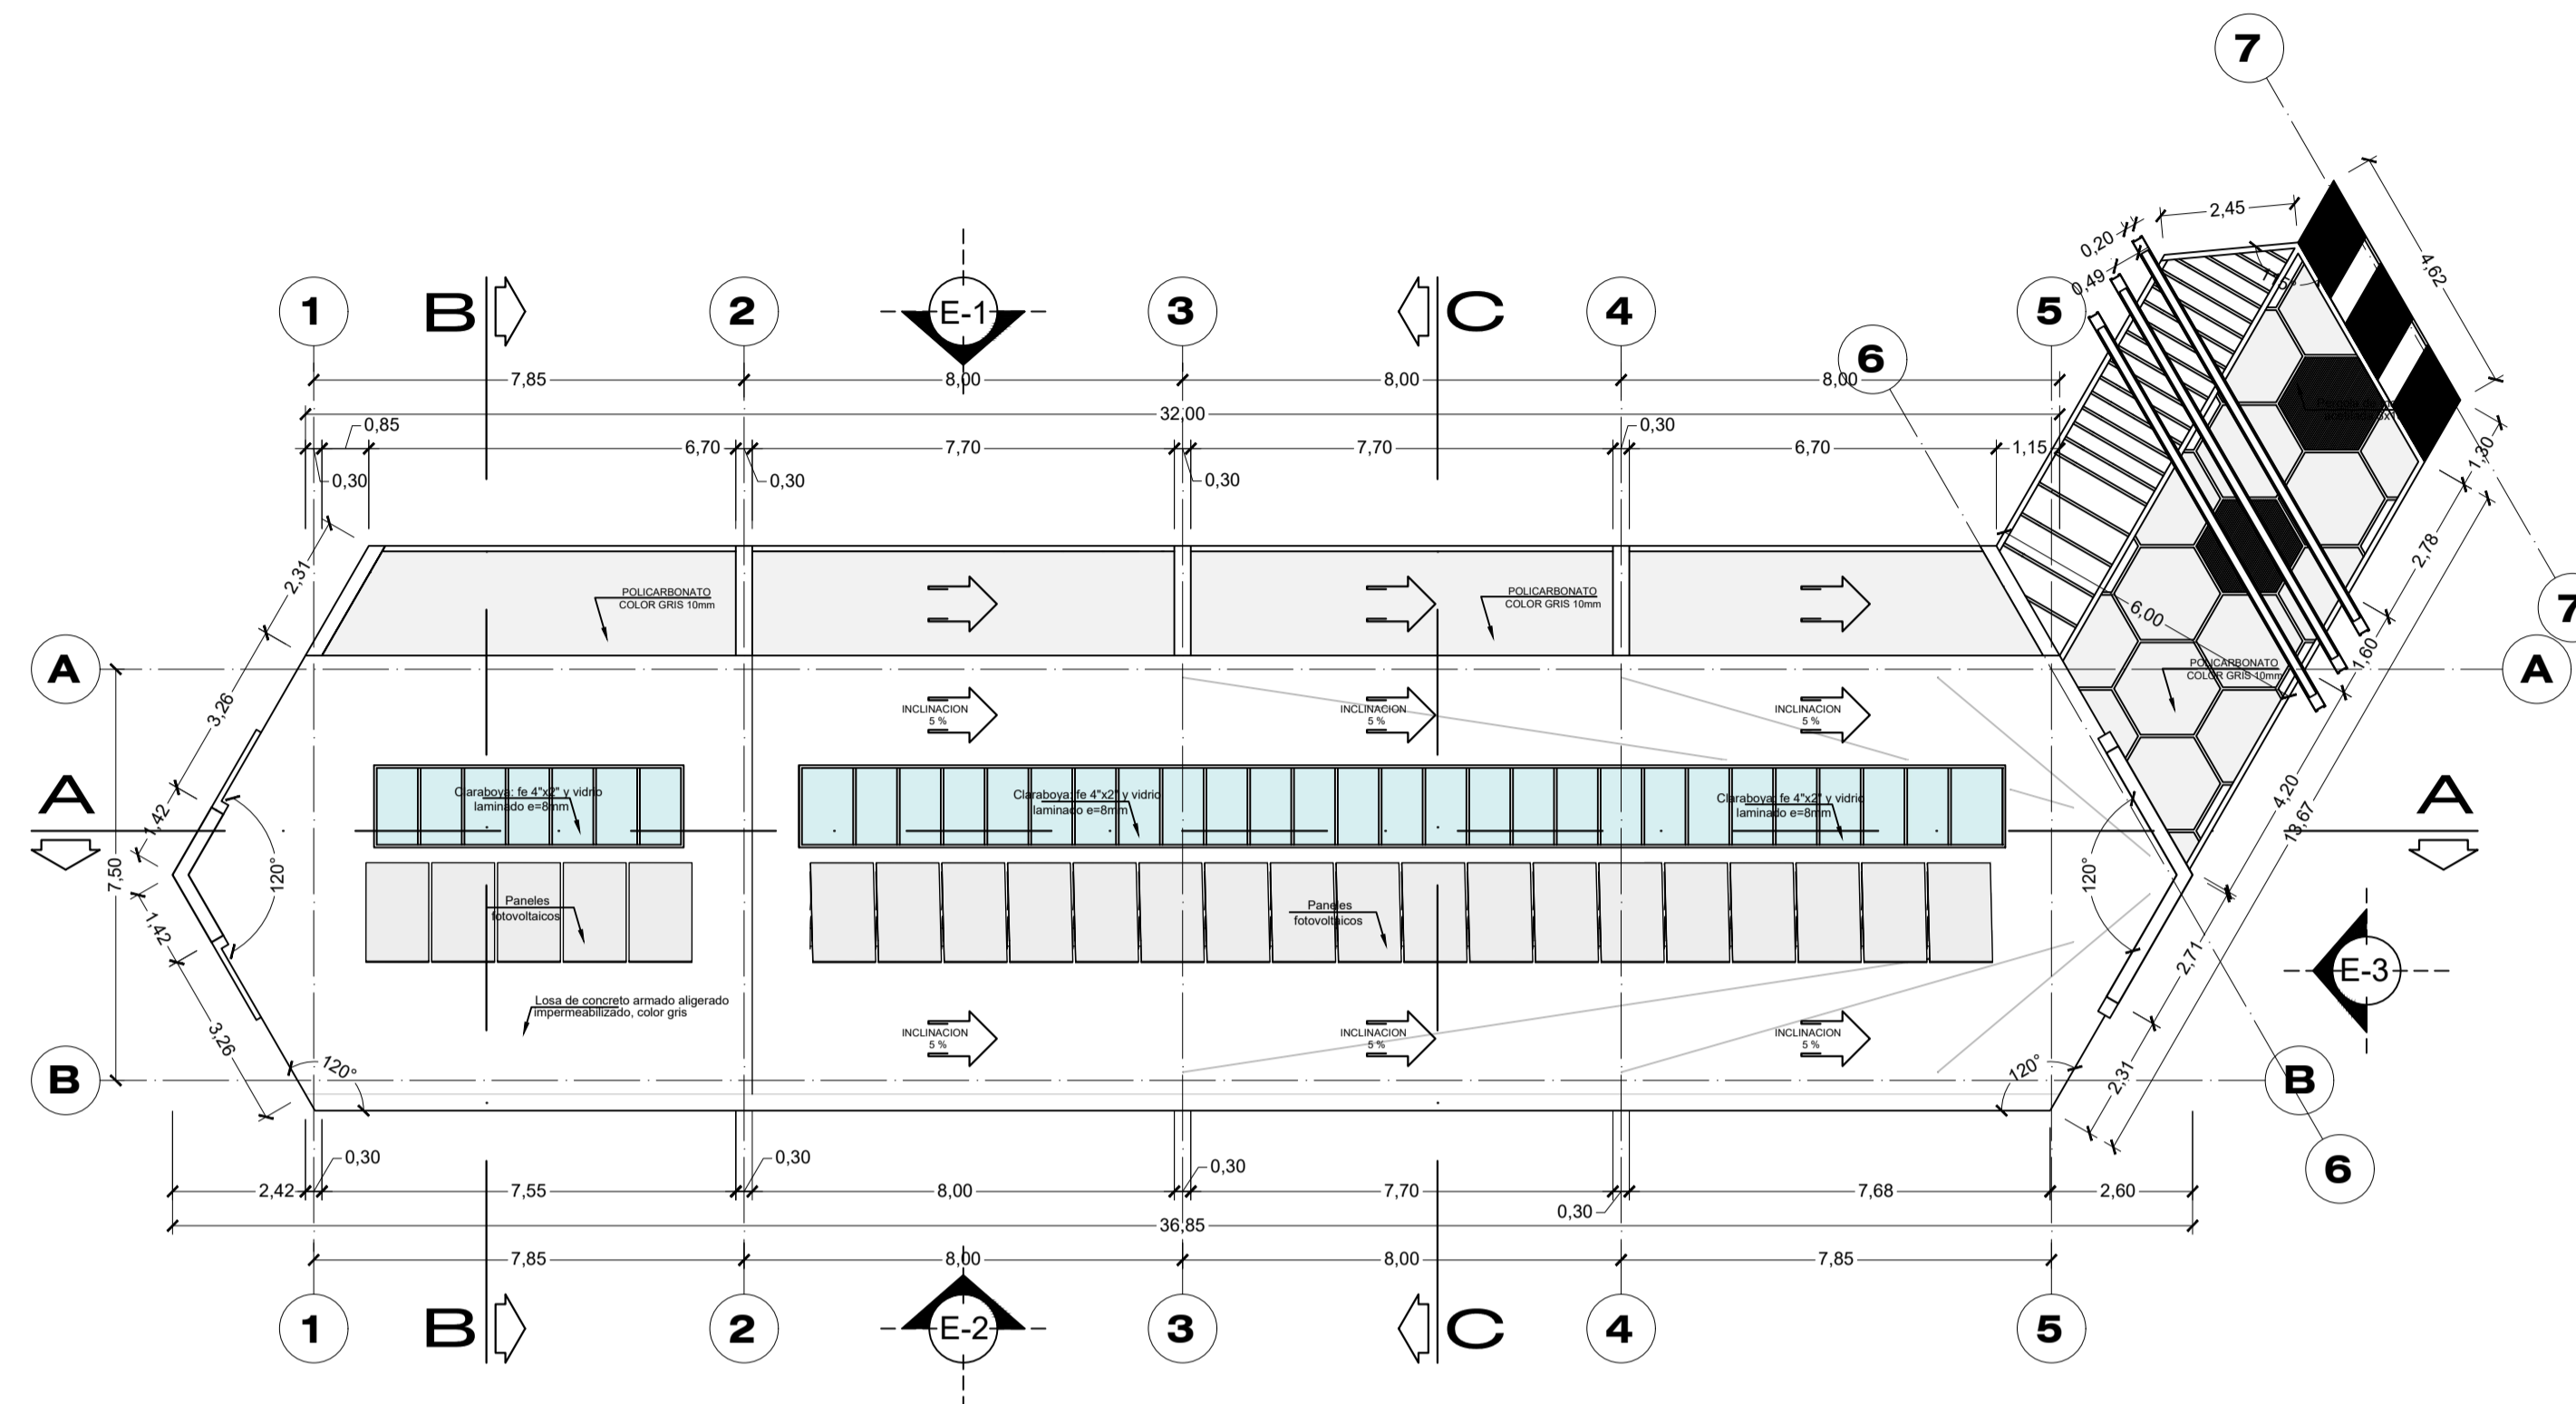 7
2,45
0,20
0,49
75°
4,62
1
B
2
E-1
3
C
4
5
6
7,85
8,00
8,00
8,00
32,00
0,85
6,70
7,70
7,70
0,30
6,70
1,15
0,30
0,30
0,30
1,30
2,31
2,78
POLICARBONATO
COLOR GRIS 10mm
POLICARBONATO
COLOR GRIS 10mm
6,00
7
A
1,60
POLICARBONATO
COLOR GRIS 10mm
A
3,26
INCLINACION
5 %
INCLINACION
5 %
INCLINACION
5 %
A
Claraboya: fe 4"x2" y vidrio
laminado e=8mm
Claraboya: fe 4"x2" y vidrio
laminado e=8mm
Claraboya: fe 4"x2" y vidrio
laminado e=8mm
A
1,42
4,20
13,67
7,50
120°
120°
1,42
Paneles
fotovoltaicos
Paneles
fotovoltaicos
2,71
E-3
Losa de concreto armado aligerado
impermeabilizado, color gris
3,26
INCLINACION
5 %
INCLINACION
5 %
INCLINACION
5 %
B
120°
120°
2,31
B
0,30
0,30
0,30
6
2,42
7,55
8,00
7,70
7,68
2,60
0,30
36,85
7,85
8,00
8,00
7,85
1
B
2
E-2
3
C
4
5